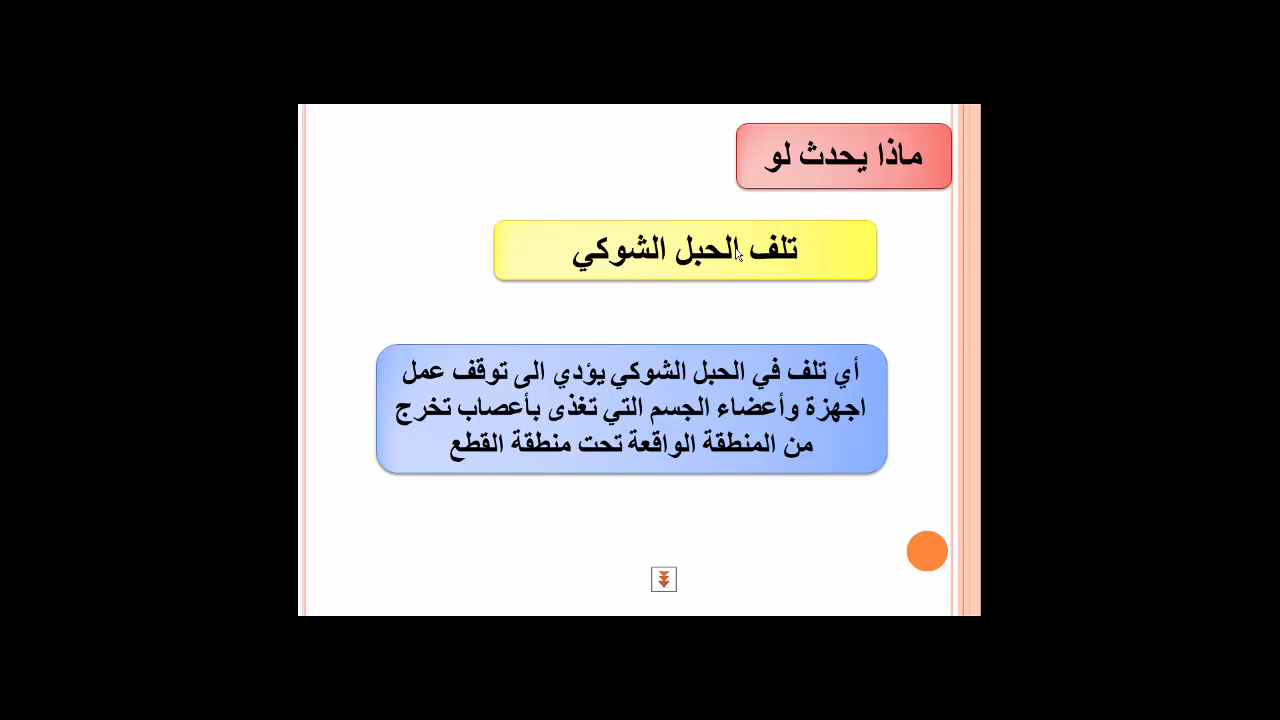 ماذا يحدث لو
تلف الحبل الشوكي
أي تلف في الحبل الشوكي يؤدي الى توقف عمل
اجهزة وأعضاء الجسم التي تغذى بأعصاب تخرج
من المنطقة الواقعة تحت منطقة القطع